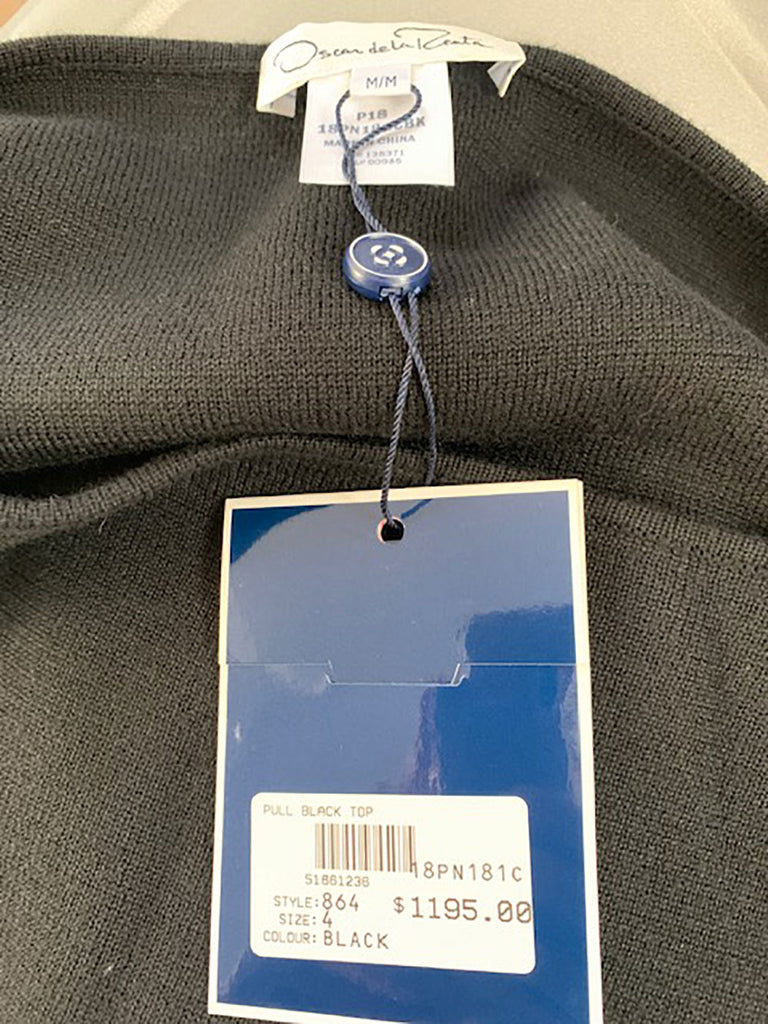 Oscar de la Renta
M/M
P18
MADE IN CHINA
PULL BLACK TOP
18PN181C
51661236
STYLE:864
$1195.00
SIZE:4
COLOUR:BLACK